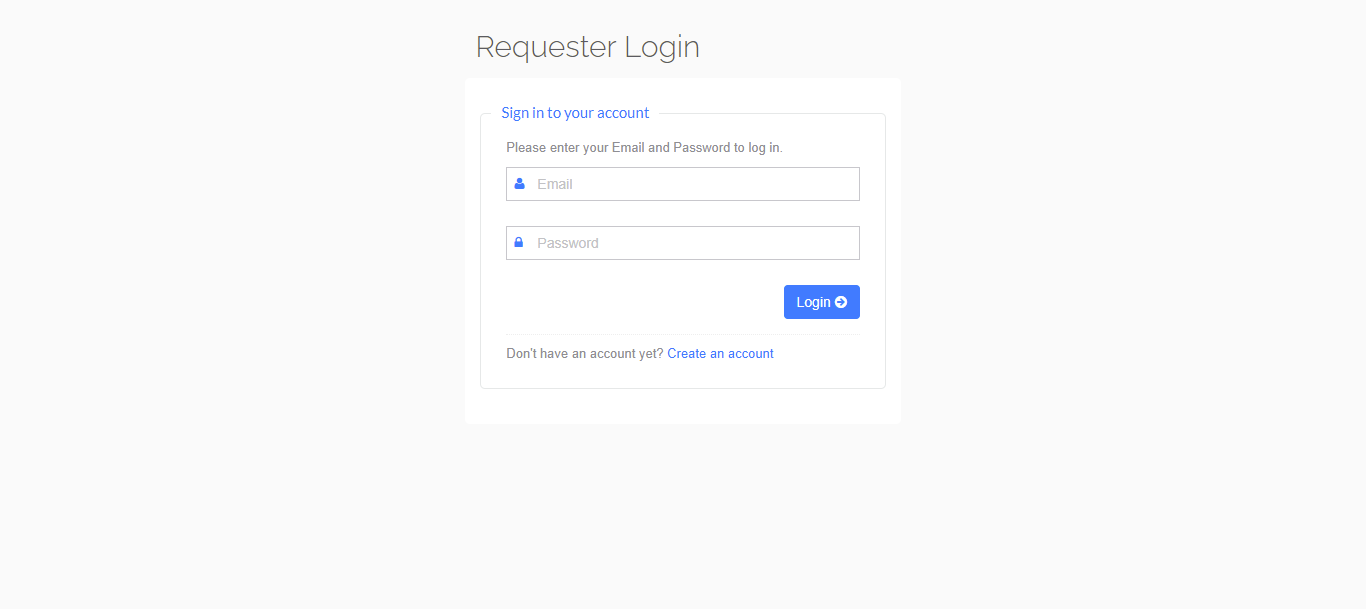 Requester Login
Sign in to your account
Please enter your Email and Password to log in.
Email
Password
Login
Don't have an account yet? Create an account